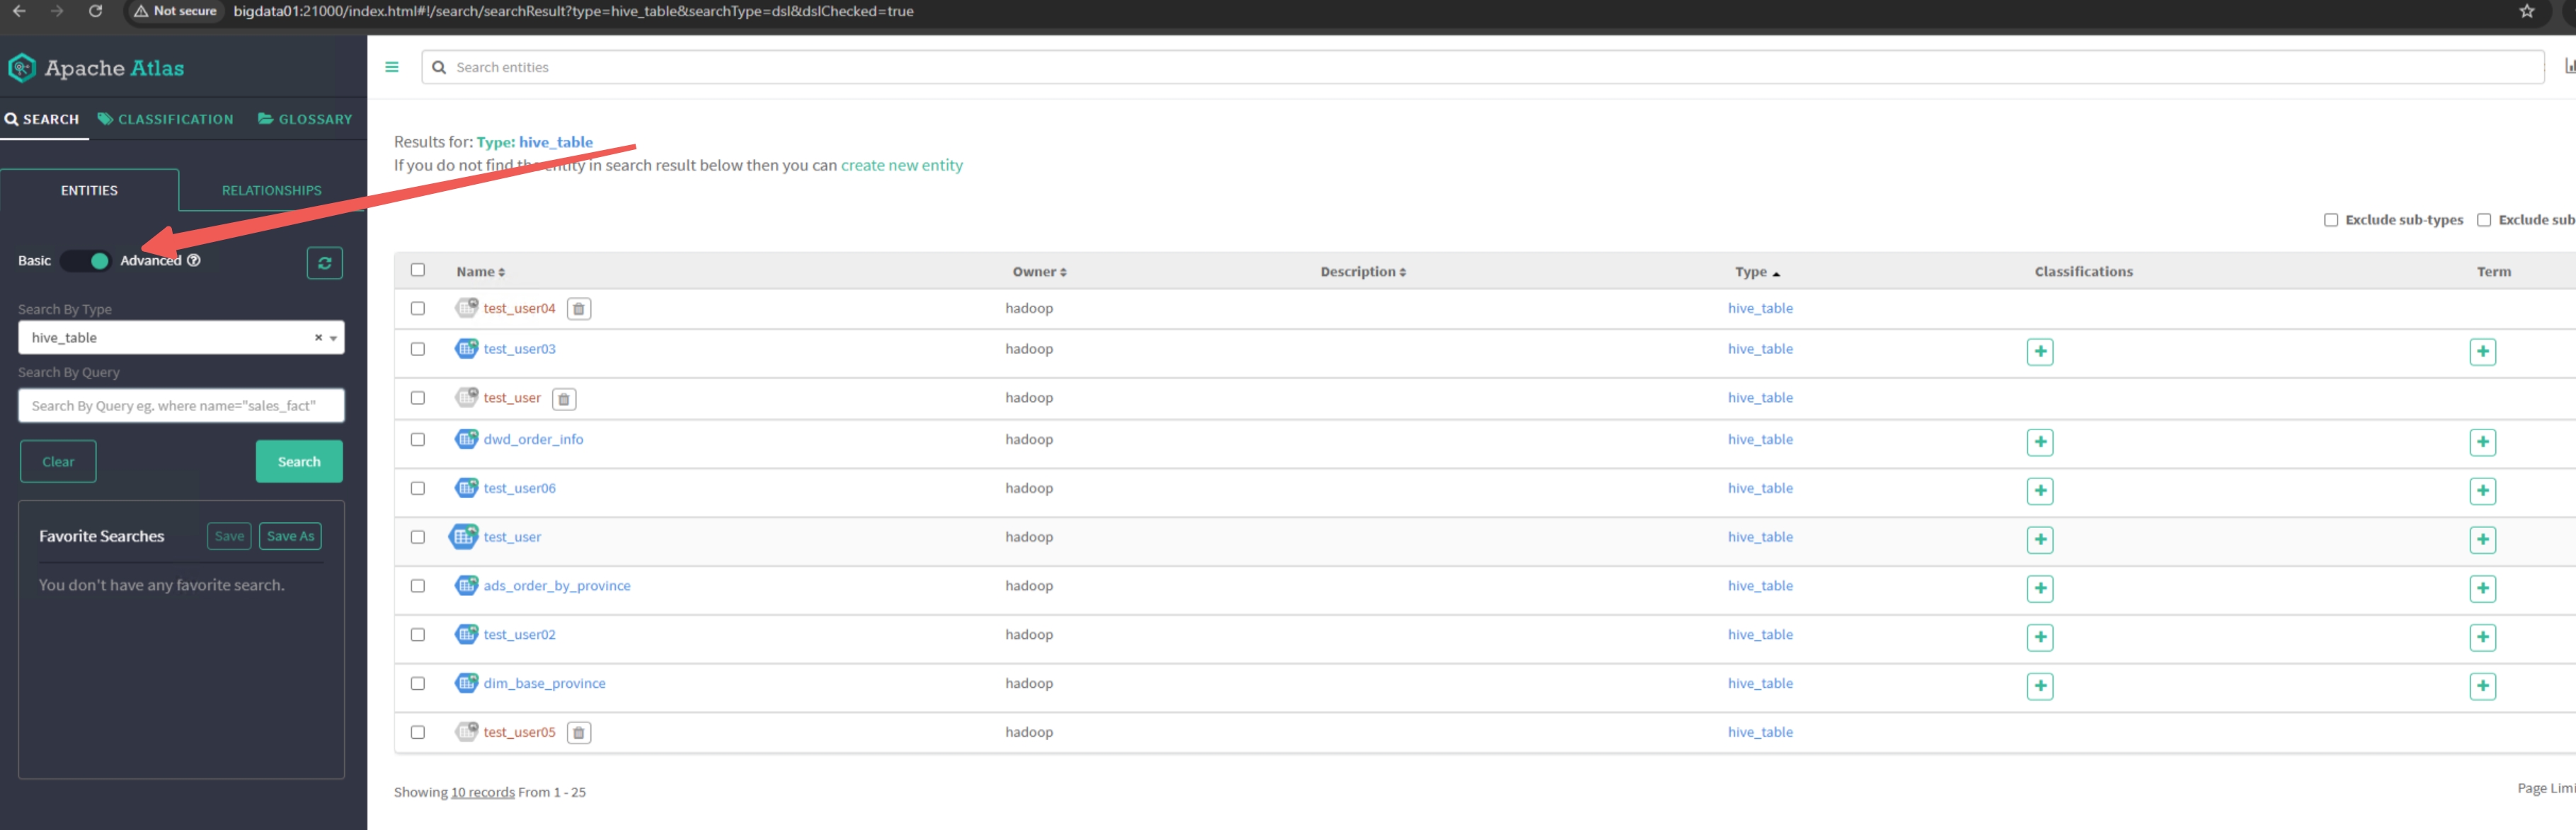 Not secure bigdata01:21000/index.html#!/search/searchResult?type=hive_table&searchType=dsl&dslChecked=true
Apache Atlas
Search entities
SEARCH CLASSIFICATION GLOSSARY
Results for: Type: hive_table
If you do not find the entity in search result below then you can create new entity
ENTITIES RELATIONSHIPS
Exclude sub-types Exclude sub
Basic Advanced
Search By Type
hive_table
Search By Query
Search By Query eg. where name="sales_fact"
Clear Search
Favorite Searches Save Save As
You don't have any favorite search.
Name Owner Description Type Classifications Term
test_user04 hadoop hive_table
test_user03 hadoop hive_table
test_user hadoop hive_table
dwd_order_info hadoop hive_table
test_user06 hadoop hive_table
test_user hadoop hive_table
ads_order_by_province hadoop hive_table
test_user02 hadoop hive_table
dim_base_province hadoop hive_table
test_user05 hadoop hive_table
Showing 10 records From 1 - 25
Page Limi